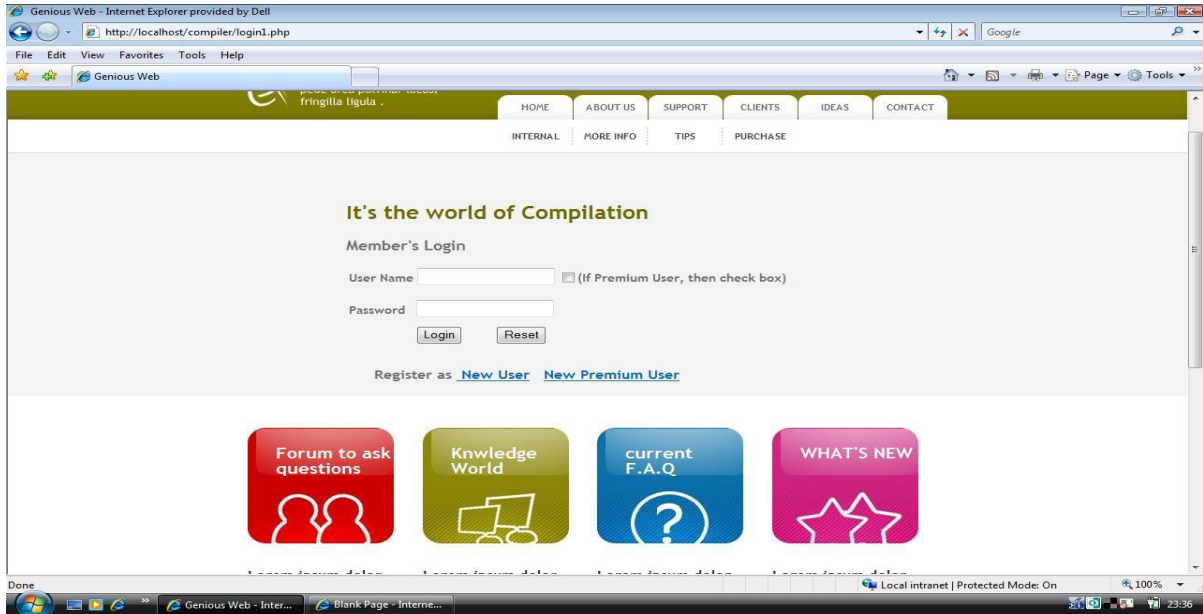 Genious Web - Internet Explorer provided by Dell
http://localhost/compiler/login1.php
Google
File Edit View Favorites Tools Help
Genious Web
Page Tools
fringilla ligula .
HOME ABOUT US SUPPORT CLIENTS IDEAS CONTACT
INTERNAL MORE INFO TIPS PURCHASE
It's the world of Compilation
Member's Login
User Name (If Premium User, then check box)
Password
Login Reset
Register as New User New Premium User
Forum to ask questions
Knwledge World
current F.A.Q
WHAT'S NEW
Done
Local intranet | Protected Mode: On
100%
Genious Web - Inter...
Blank Page - Interne...
23:36